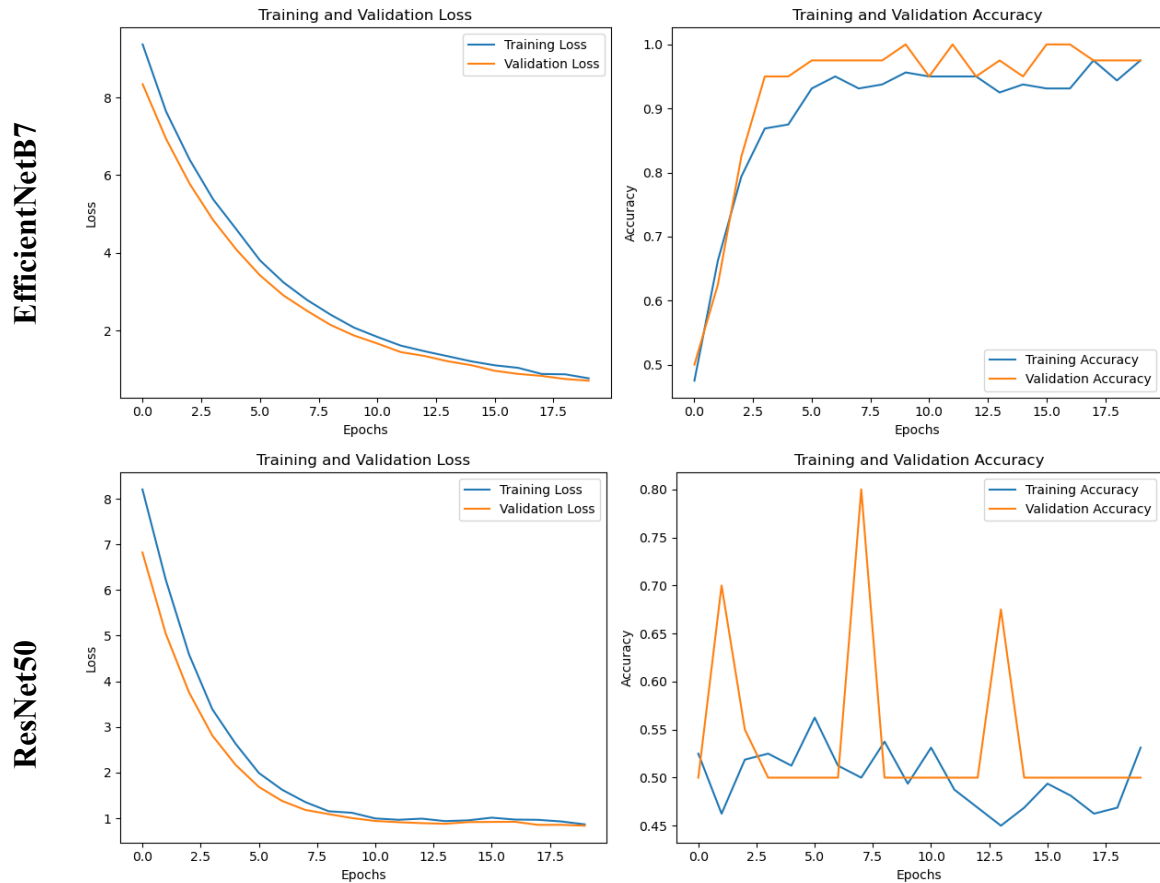 EfficientNetB7
Training and Validation Loss
Training Loss
Validation Loss
Loss
8
6
4
2
0.0 2.5 5.0 7.5 10.0 12.5 15.0 17.5
Epochs
Training and Validation Accuracy
Accuracy
1.0
0.9
0.8
0.7
0.6
0.5
Training Accuracy
Validation Accuracy
0.0 2.5 5.0 7.5 10.0 12.5 15.0 17.5
Epochs
ResNet50
Training and Validation Loss
Training Loss
Validation Loss
Loss
8
7
6
5
4
3
2
1
0.0 2.5 5.0 7.5 10.0 12.5 15.0 17.5
Epochs
Training and Validation Accuracy
Training Accuracy
Validation Accuracy
Accuracy
0.80
0.75
0.70
0.65
0.60
0.55
0.50
0.45
0.0 2.5 5.0 7.5 10.0 12.5 15.0 17.5
Epochs